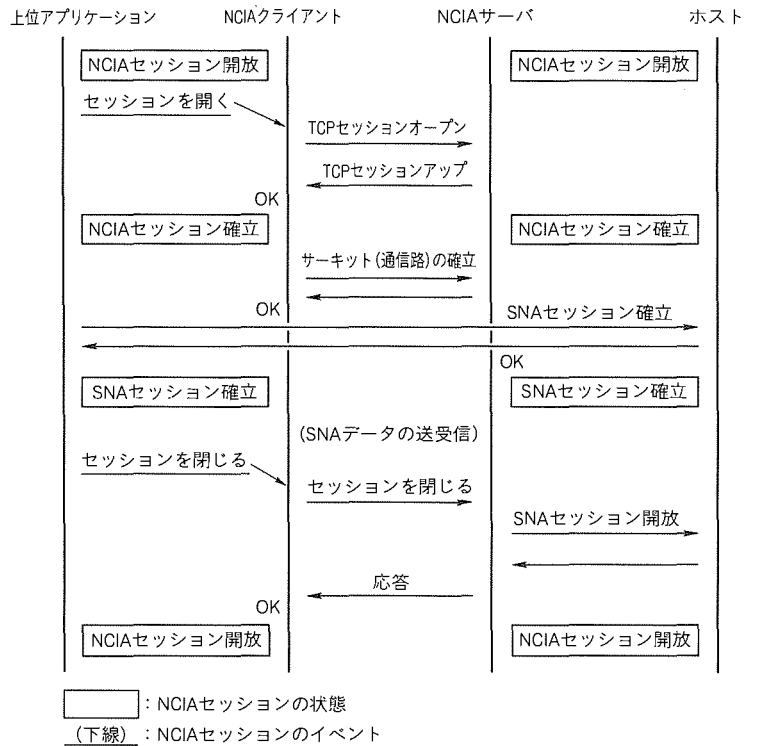 上位アプリケーション NCIAクライアント NCIAサーバ ホスト
NCIAセッション開放 NCIAセッション開放
セッションを開く
TCPセッションオープン
TCPセッションアップ
OK
NCIAセッション確立 NCIAセッション確立
サーキット(通信路)の確立
OK SNAセッション確立
OK
SNAセッション確立 SNAセッション確立
(SNAデータの送受信)
セッションを閉じる
セッションを閉じる
SNAセッション開放
応答
OK
NCIAセッション開放 NCIAセッション開放
:NCIAセッションの状態
(下線) :NCIAセッションのイベント